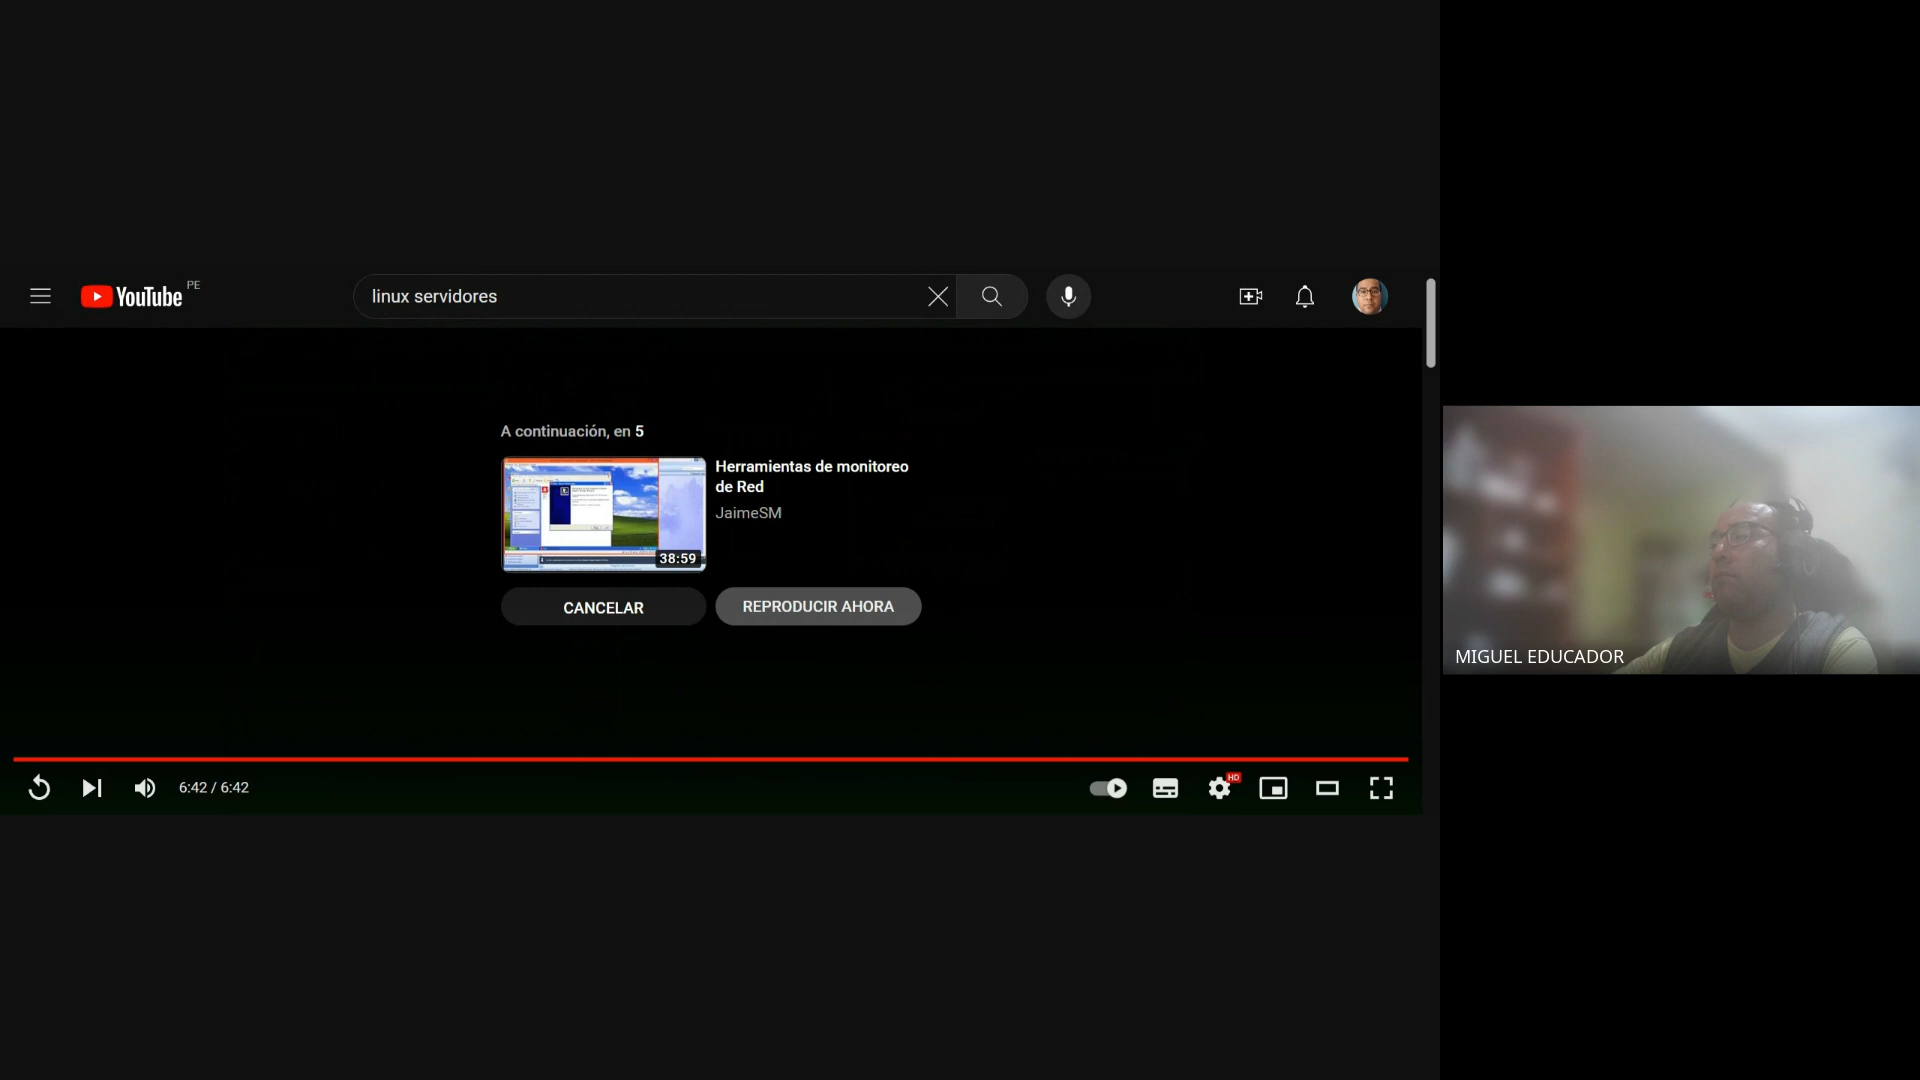 YouTube PE
linux servidores
A continuación, en 5
Herramientas de monitoreo
de Red
JaimeSM
38:59
CANCELAR
REPRODUCIR AHORA
MIGUEL EDUCADOR
6:42 / 6:42
HD